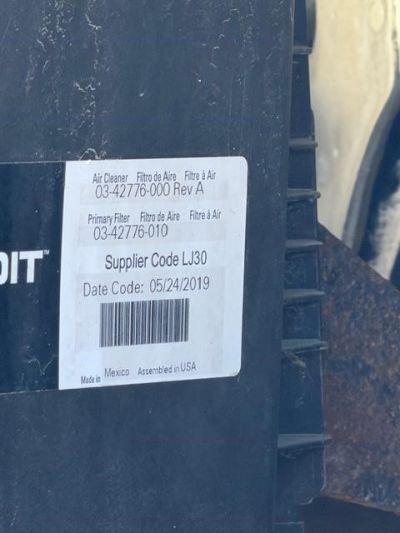 Air Cleaner Filtro de Aire Filtre à Air
03-42776-000 Rev A
Primary Filter Filtro de Aire Filtre à Air
03-42776-010
DIT™
Supplier Code LJ30
Date Code: 05/24/2019
Made in Mexico Assembled in USA